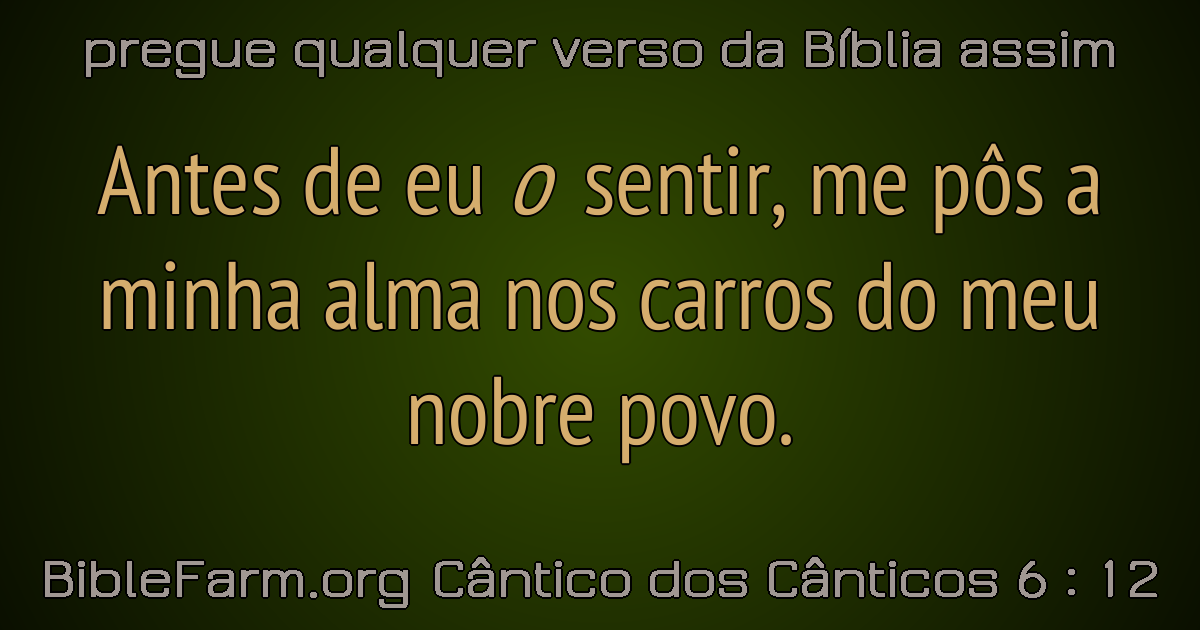 pregue qualquer verso da Bíblia assim
Antes de eu o sentir, me pôs a
minha alma nos carros do meu
nobre povo.
BibleFarm.org Cântico dos Cânticos 6 : 12